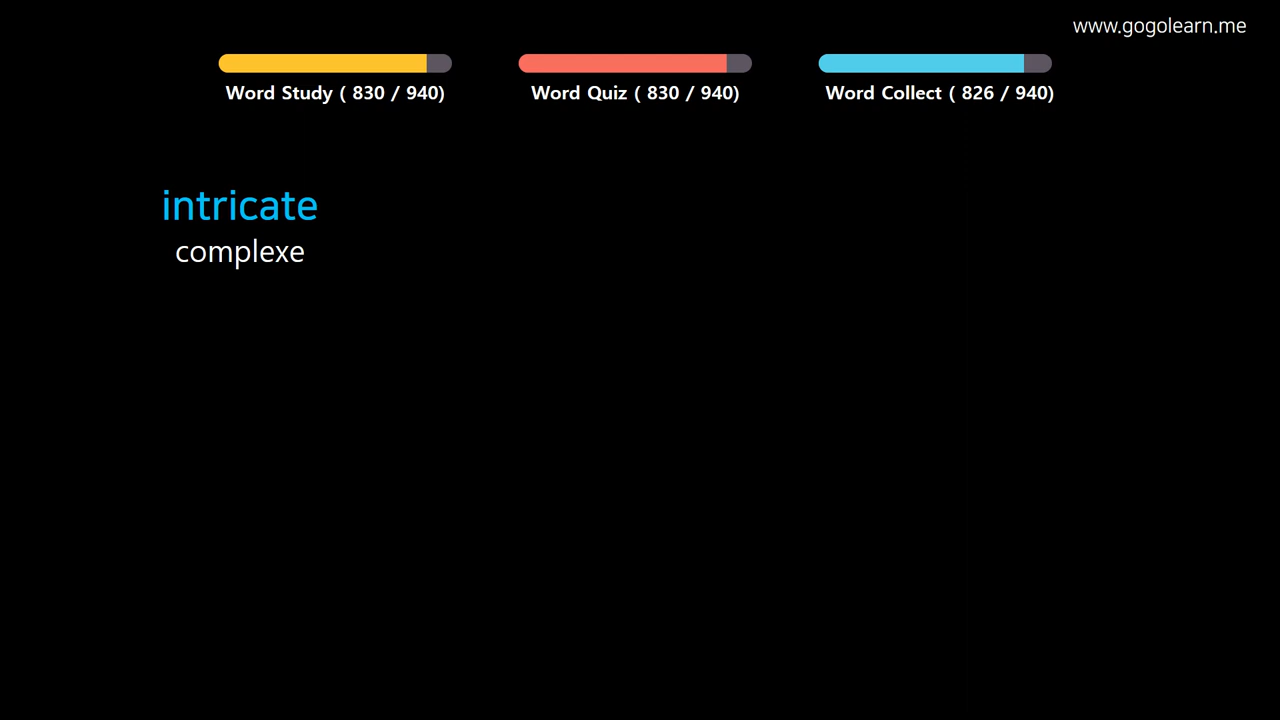 www.gogolearn.me
Word Study ( 830 / 940)
Word Quiz ( 830 / 940)
Word Collect ( 826 / 940)
intricate
complexe